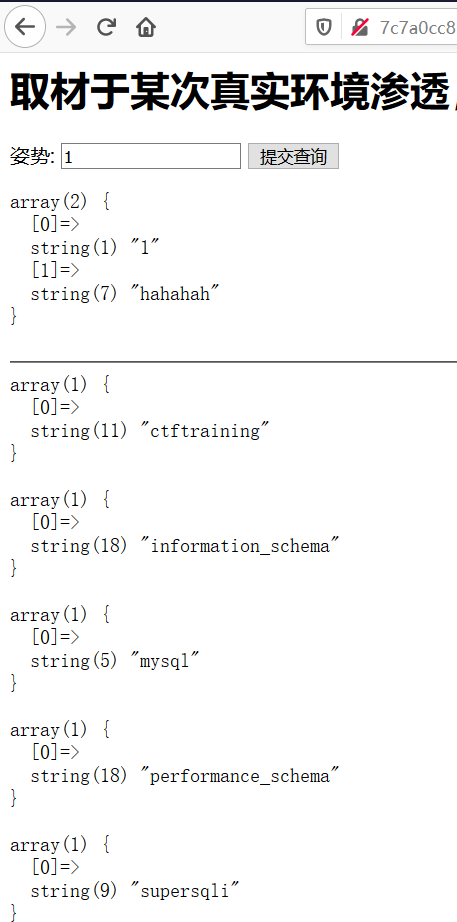 7c7a0cc8
取材于某次真实环境渗透,
姿势: 1 提交查询
array(2) {
  [0]=>
  string(1) "1"
  [1]=>
  string(7) "hahahah"
}
array(1) {
  [0]=>
  string(11) "ctftraining"
}
array(1) {
  [0]=>
  string(18) "information_schema"
}
array(1) {
  [0]=>
  string(5) "mysql"
}
array(1) {
  [0]=>
  string(18) "performance_schema"
}
array(1) {
  [0]=>
  string(9) "supersqli"
}